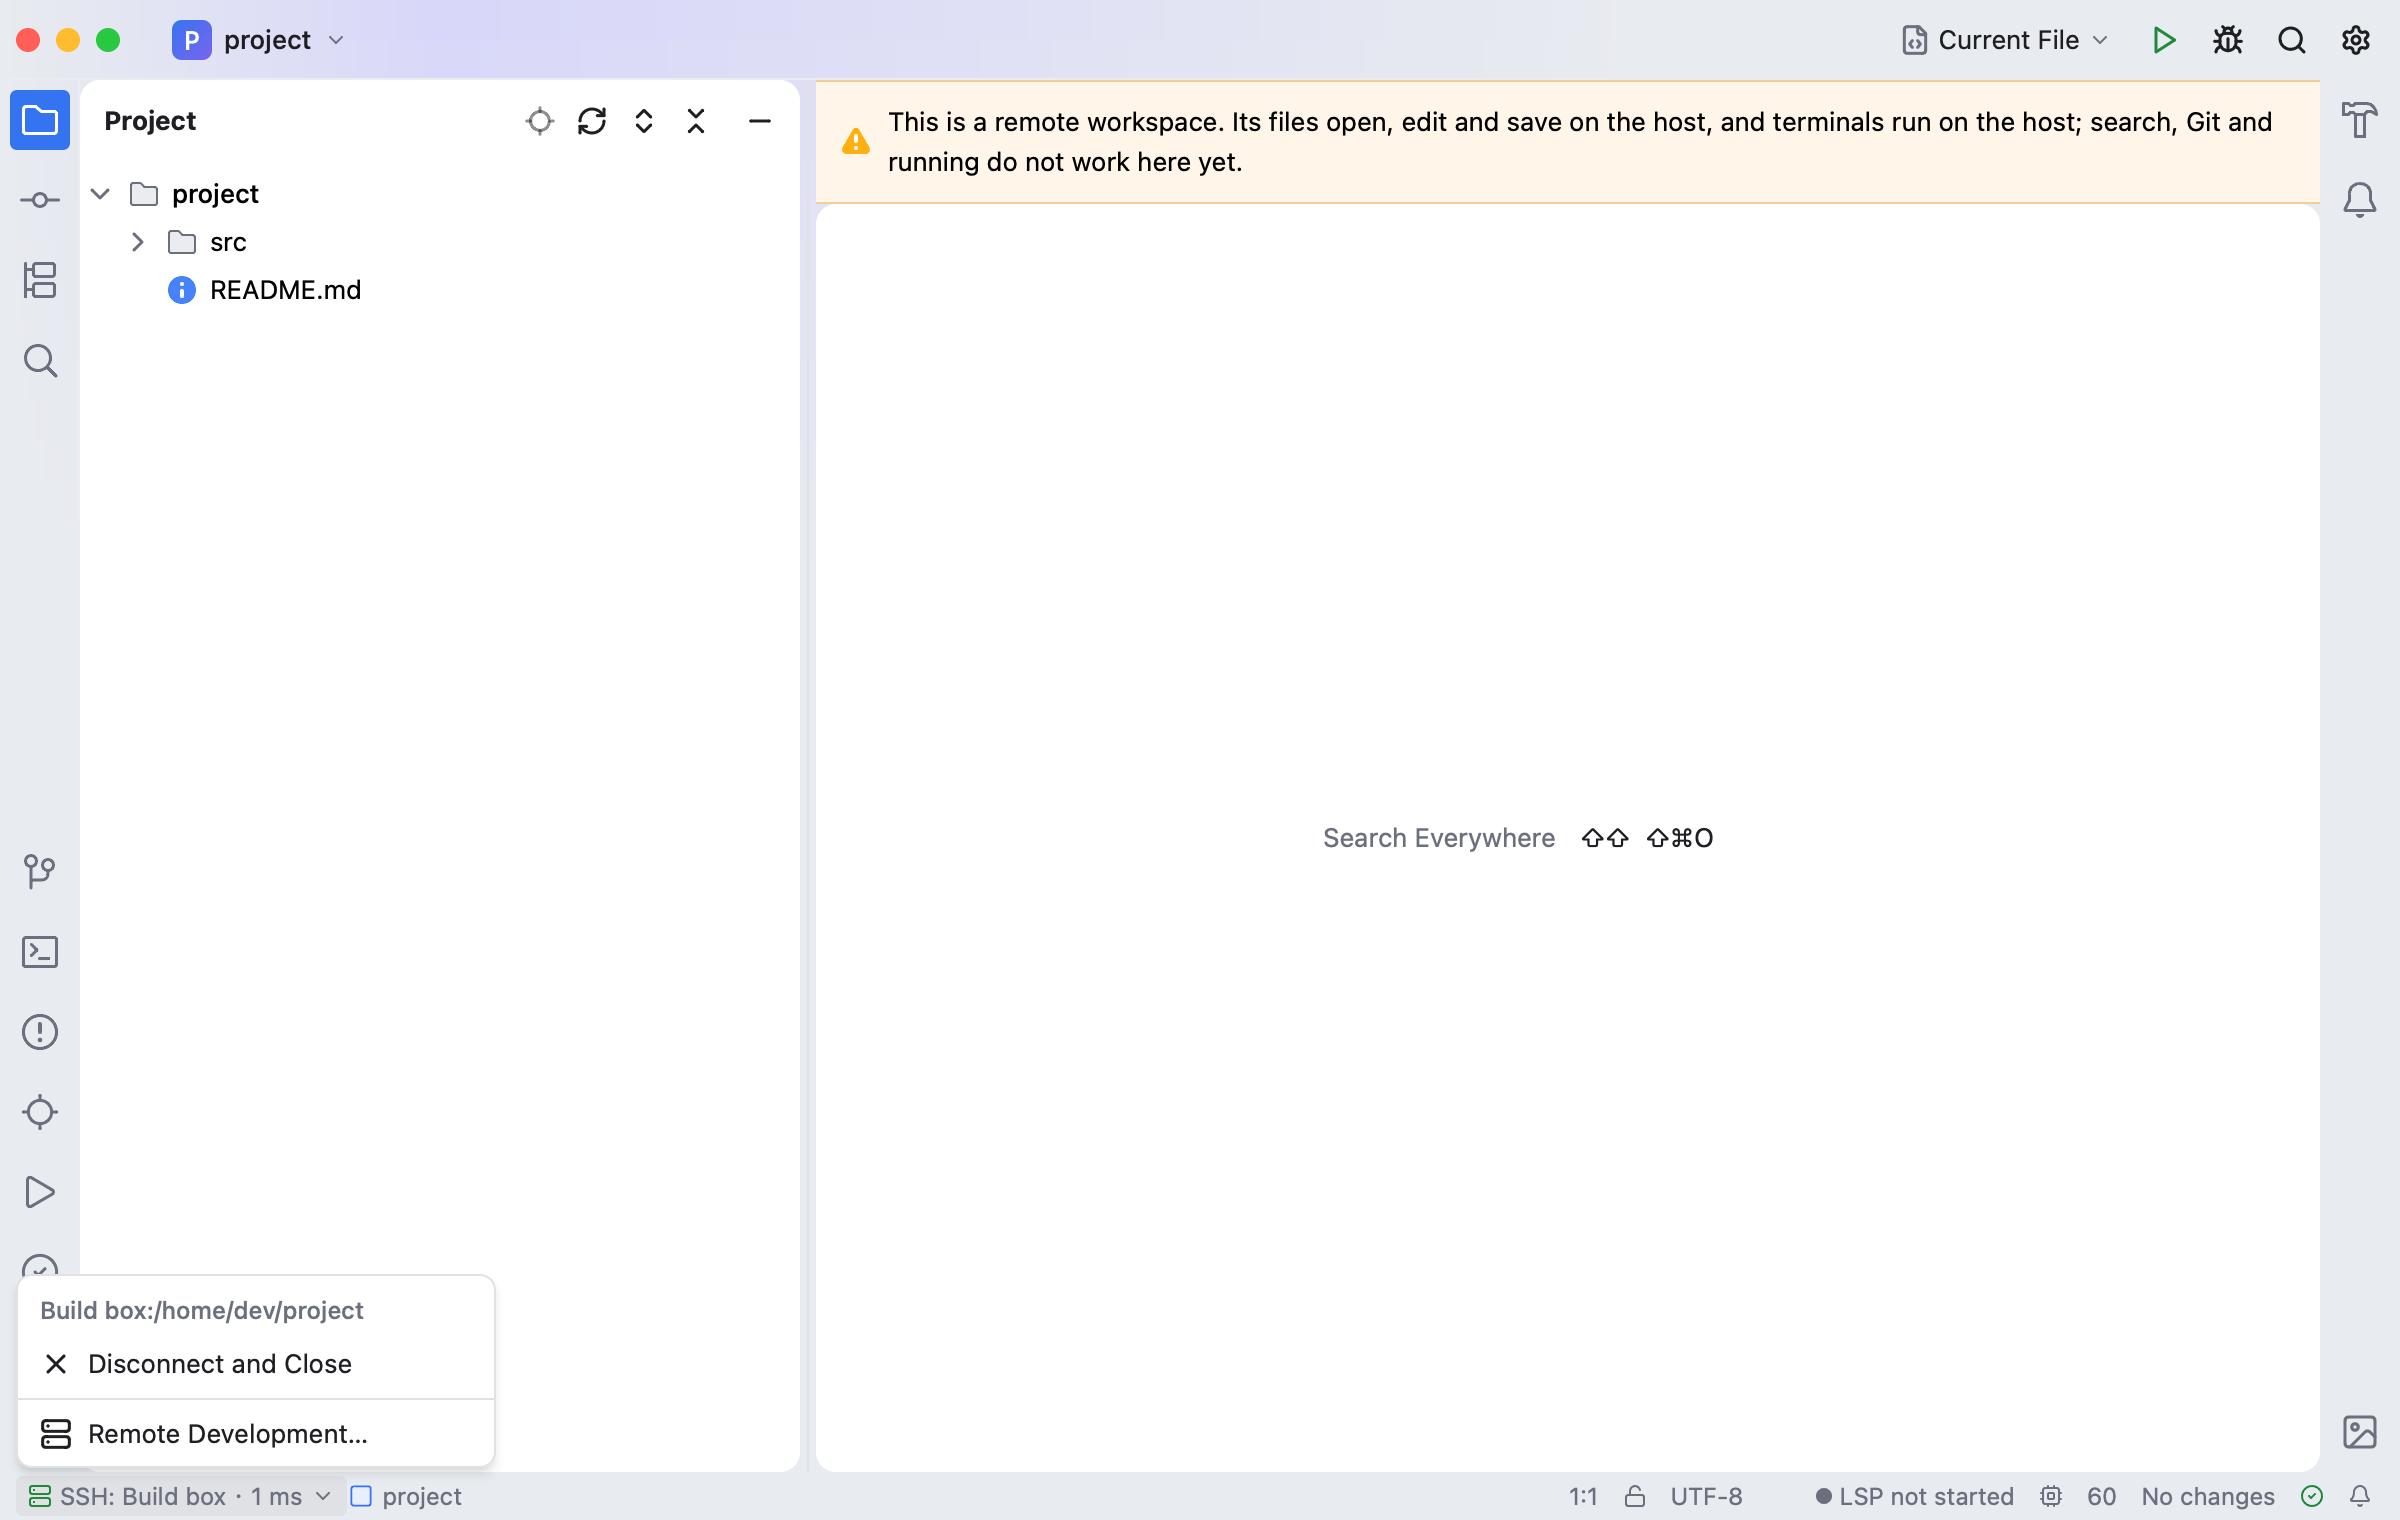 P project
Current File
Project
This is a remote workspace. Its files open, edit and save on the host, and terminals run on the host; search, Git and
running do not work here yet.
project
src
README.md
Search Everywhere ⇧⇧ ⇧⌘O
Build box:/home/dev/project
Disconnect and Close
Remote Development...
SSH: Build box · 1 ms
project
1:1
UTF-8
LSP not started
60
No changes